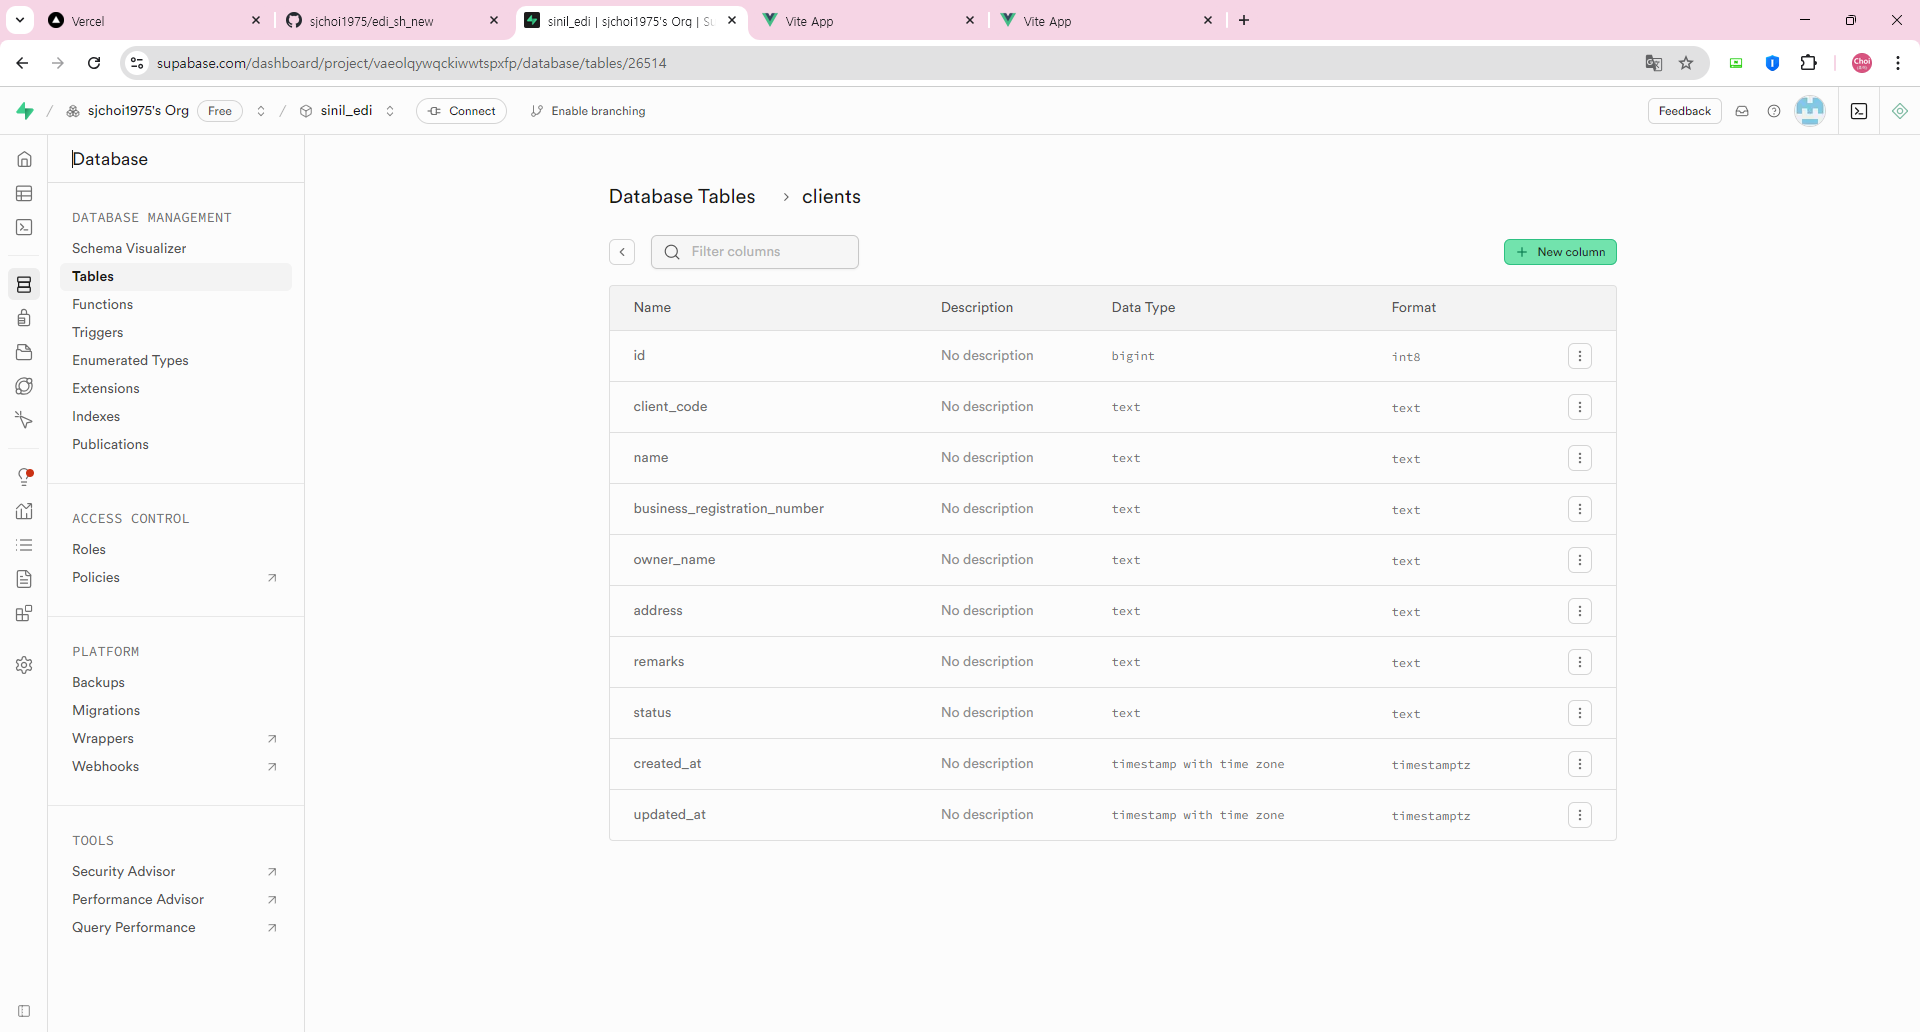 Vercel
sjchoi1975/edi_sh_new
sinil_edi | sjchoi1975's Org | Su
Vite App
Vite App
supabase.com/dashboard/project/vaeolqywqckiwwtspxfp/database/tables/26514
Choi
sjchoi1975's Org
Free
sinil_edi
Connect
Enable branching
Feedback
Database
DATABASE MANAGEMENT
Schema Visualizer
Tables
Functions
Triggers
Enumerated Types
Extensions
Indexes
Publications
ACCESS CONTROL
Roles
Policies
PLATFORM
Backups
Migrations
Wrappers
Webhooks
TOOLS
Security Advisor
Performance Advisor
Query Performance
Database Tables > clients
Filter columns
New column
Name Description Data Type Format
id No description bigint int8
client_code No description text text
name No description text text
business_registration_number No description text text
owner_name No description text text
address No description text text
remarks No description text text
status No description text text
created_at No description timestamp with time zone timestamptz
updated_at No description timestamp with time zone timestamptz